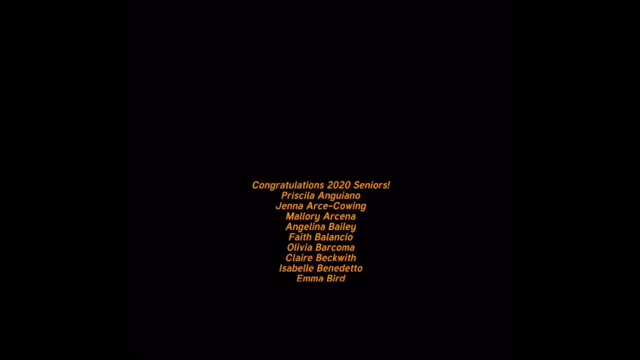 Congratulations 2020 Seniors!
Priscila Anguiano
Jenna Arce-Cowing
Mallory Arcena
Angelina Bailey
Faith Balancio
Olivia Barcoma
Claire Beckwith
Isabelle Benedetto
Emma Bird